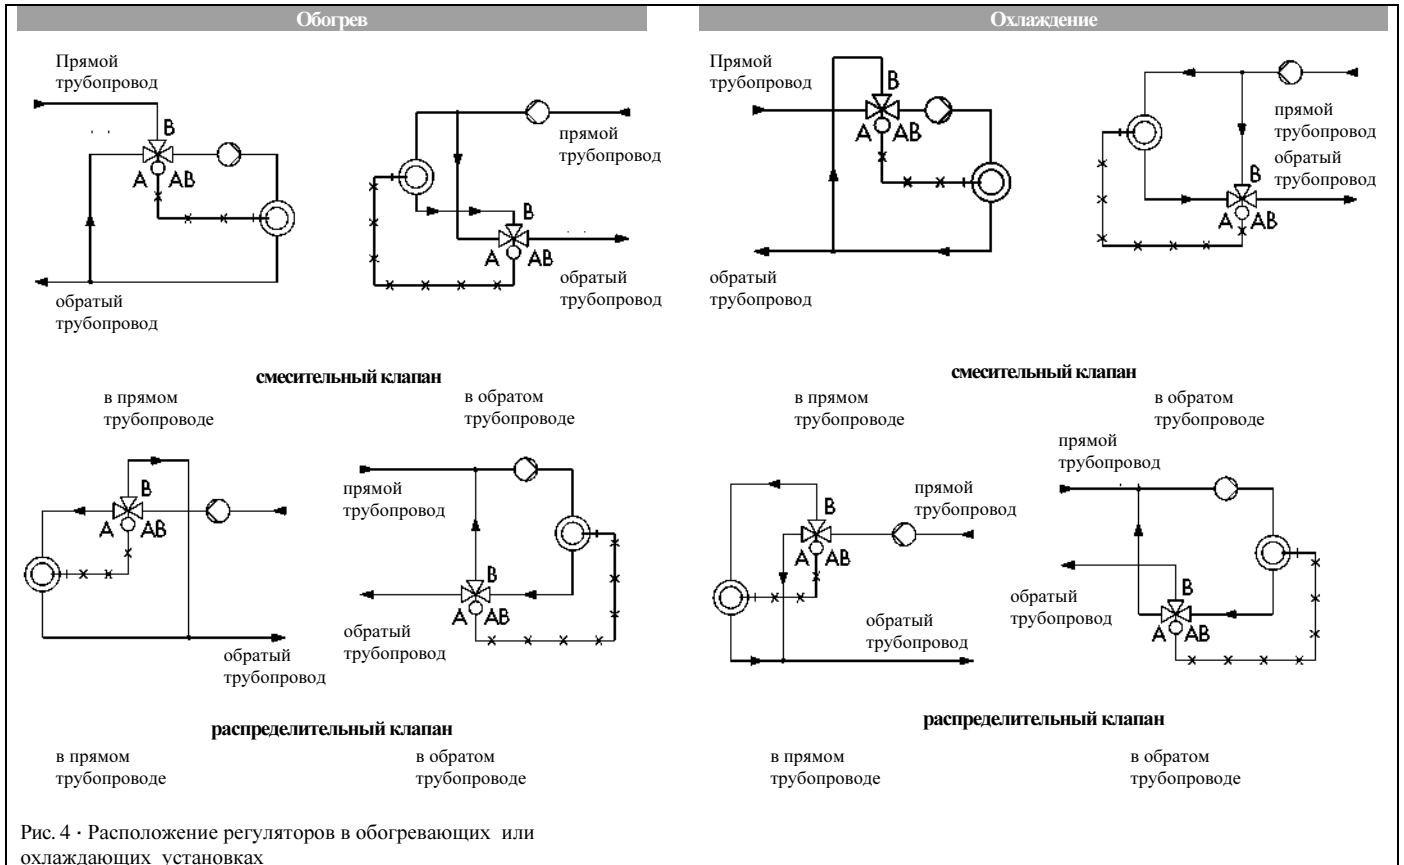 Обогрев
Охлаждение
Прямой
трубопровод
B
A
AB
обратый
трубопровод
прямой
трубопровод
B
A
AB
обратый
трубопровод
Прямой
трубопровод
B
A
AB
обратый
трубопровод
прямой
трубопровод
обратый
трубопровод
B
A
AB
смесительный клапан
в прямом
трубопроводе
в обратом
трубопроводе
смесительный клапан
в прямом
трубопроводе
в обратом
трубопроводе
B
A
AB
обратый
трубопровод
прямой
трубопровод
B
A
AB
обратый
трубопровод
прямой
трубопровод
B
A
AB
обратый
трубопровод
прямой
трубопровод
обратый
трубопровод
B
A
AB
распределительный клапан
в прямом
трубопроводе
в обратом
трубопроводе
распределительный клапан
в прямом
трубопроводе
в обратом
трубопроводе
Рис. 4 · Расположение регуляторов в обогревающих или
охлаждающих установках